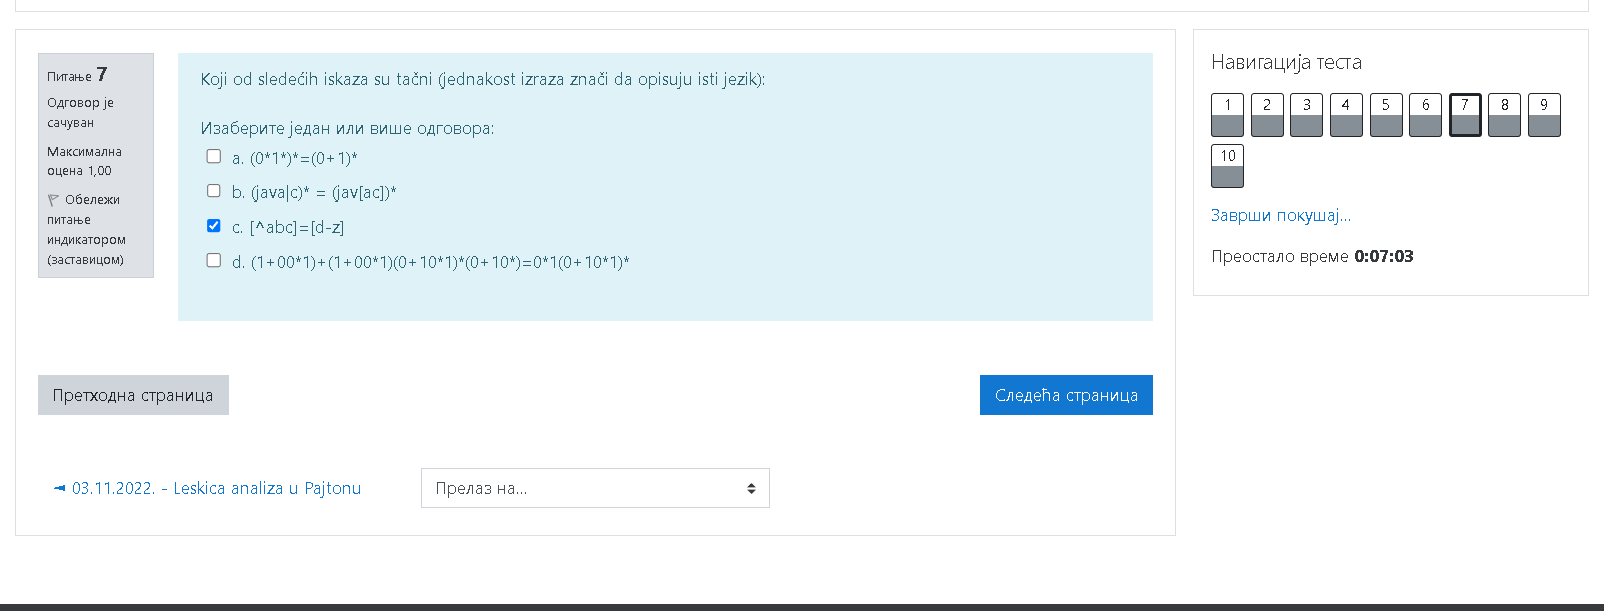 Питање 7
Одговор је
сачуван
Максимална
оцена 1,00
Обележи
питање
индикатором
(заставицом)
Koji od sledećih iskaza su tačni (jednakost izraza znači da opisuju isti jezik):
Изаберите један или више одговора:
a. (0*1*)*=(0+1)*
b. (java|c)* = (jav[ac])*
c. [^abc]=[d-z]
d. (1+00*1)+(1+00*1)(0+10*1)*(0+10*)=0*1(0+10*1)*
Претходна страница
Следећа страница
◄ 03.11.2022. - Leskica analiza u Pajtonu
Прелаз на...
Навигација теста
1 2 3 4 5 6 7 8 9
10
Заврши покушај...
Преостало време 0:07:03